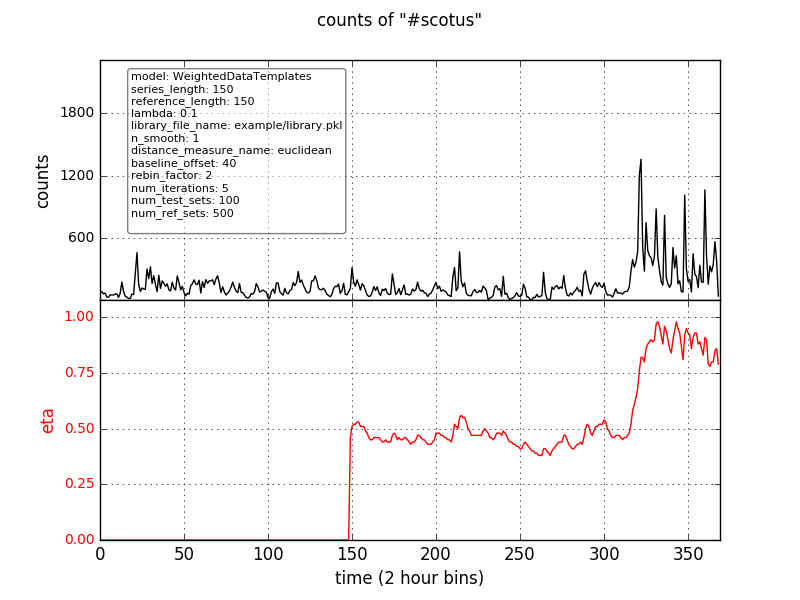 counts of "#scotus"
model: WeightedDataTemplates
series_length: 150
reference_length: 150
lambda: 0.1
library_file_name: example/library.pkl
n_smooth: 1
distance_measure_name: euclidean
baseline_offset: 40
rebin_factor: 2
num_iterations: 5
num_test_sets: 100
num_ref_sets: 500
1800
1200
600
counts
1.00
0.75
0.50
0.25
0.00
eta
0 50 100 150 200 250 300 350
time (2 hour bins)